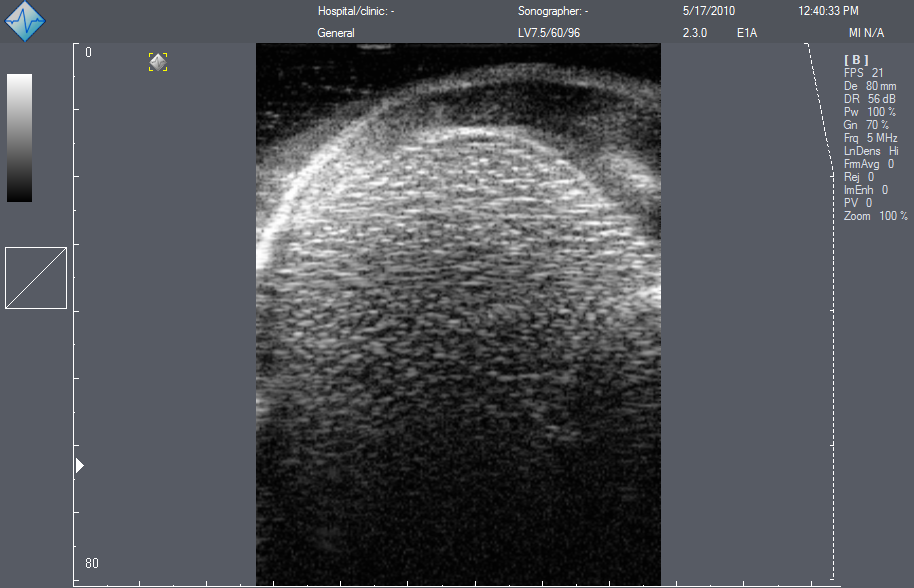 Hospital/clinic: - Sonographer: - 5/17/2010 12:40:33 PM
General LV7.5/60/96 2.3.0 E1A MI N/A
0
[ B ]
FPS 21
De 80 mm
DR 56 dB
Pw 100 %
Gn 70 %
Frq 5 MHz
LnDens Hi
FrmAvg 0
Rej 0
ImEnh 0
PV 0
Zoom 100 %
80